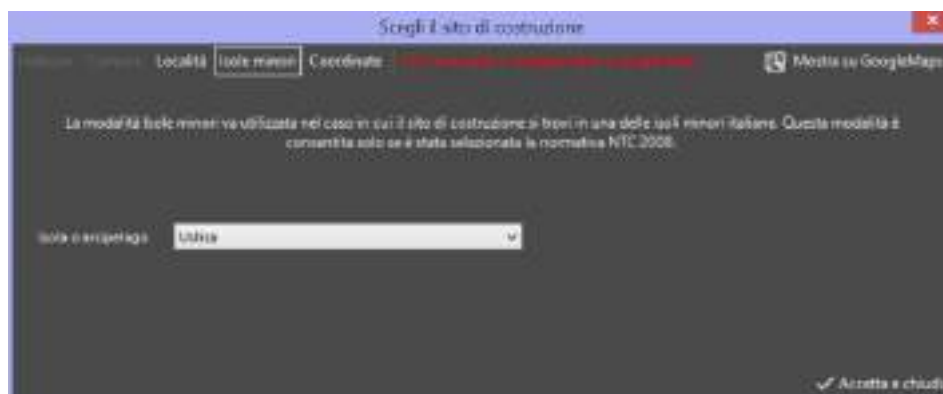 Scegli il sito di costruzione
Località Isole minori Coordinate Mostra su GoogleMaps
La modalità Isole minori va utilizzata nel caso in cui il sito di costruzione si trovi in una delle isoli minori italiane. Questa modalità è
consentita solo se è stata selezionata la normativa NTC 2008.
Isola o arcipelago Ustica
Accetta e chiudi